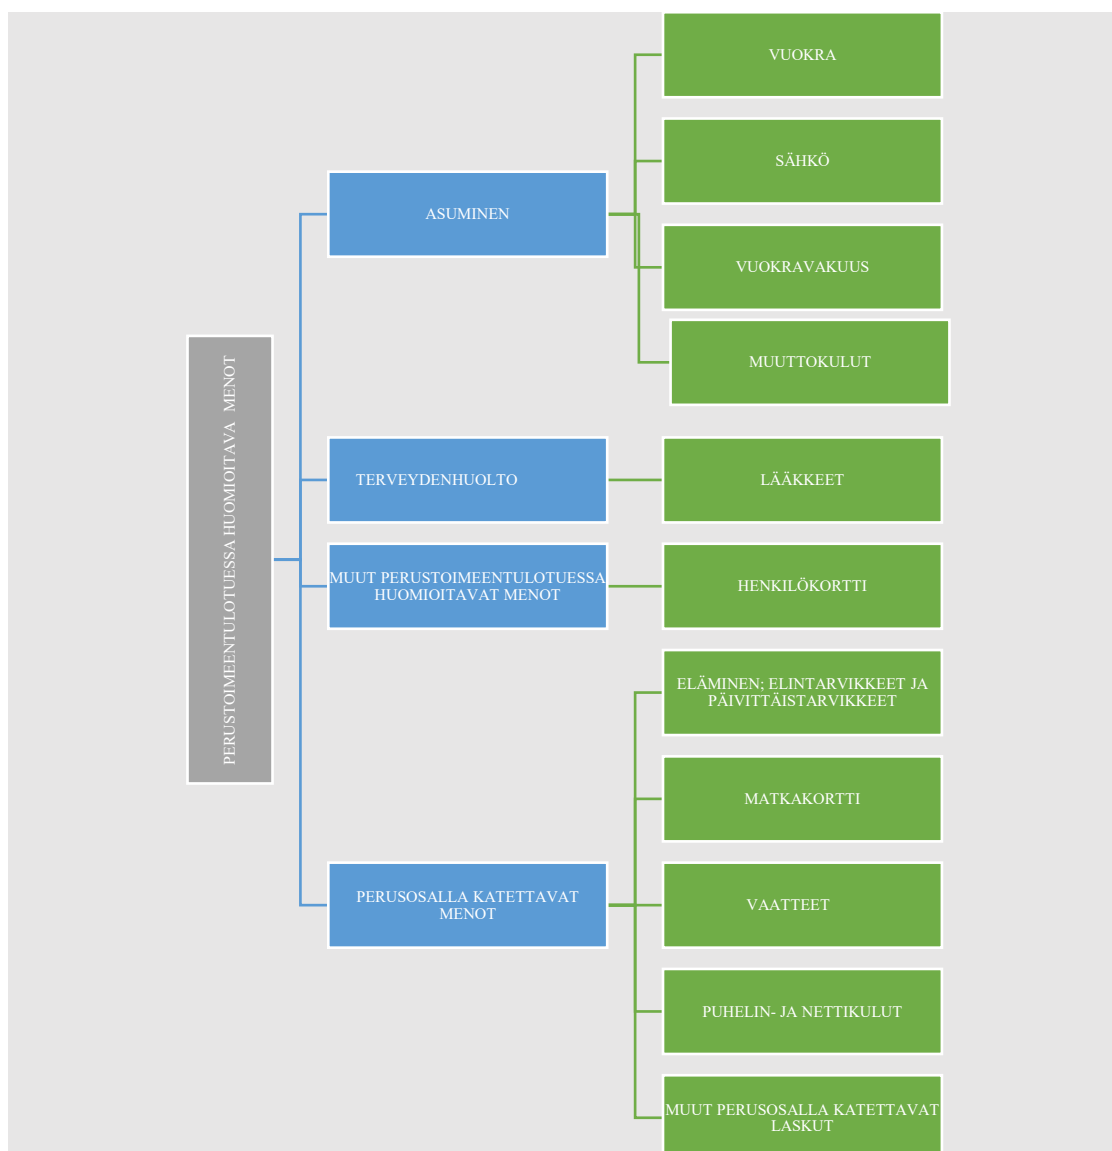 PERUSTOIMEENTULOTUESSA HUOMIOITAVA MENOT
ASUMINEN
VUOKRA
SÄHKÖ
VUOKRAVAKUUS
MUUTTOKULUT
TERVEYDENHUOLTO
LÄÄKKEET
MUUT PERUSTOIMEENTULOTUESSA
HUOMIOITAVAT MENOT
HENKILÖKORTTI
PERUSOSALLA KATETTAVAT
MENOT
ELÄMINEN; ELINTARVIKKEET JA
PÄIVITTÄISTARVIKKEET
MATKAKORTTI
VAATTEET
PUHELIN- JA NETTIKULUT
MUUT PERUSOSALLA KATETTAVAT
LASKUT